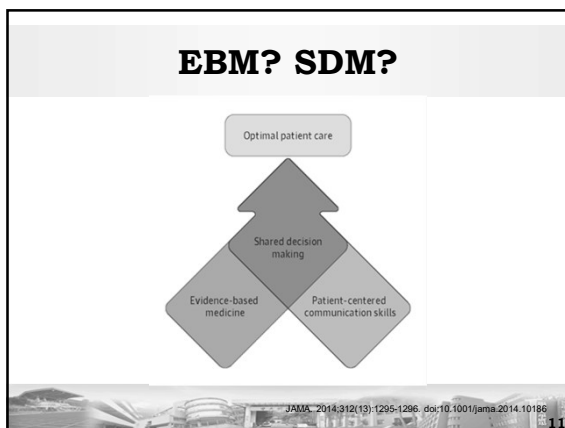 EBM? SDM?
Optimal patient care
Shared decision
making
Evidence-based
medicine
Patient-centered
communication skills
JAMA. 2014;312(13):1295-1296. doi:10.1001/jama.2014.10186
11